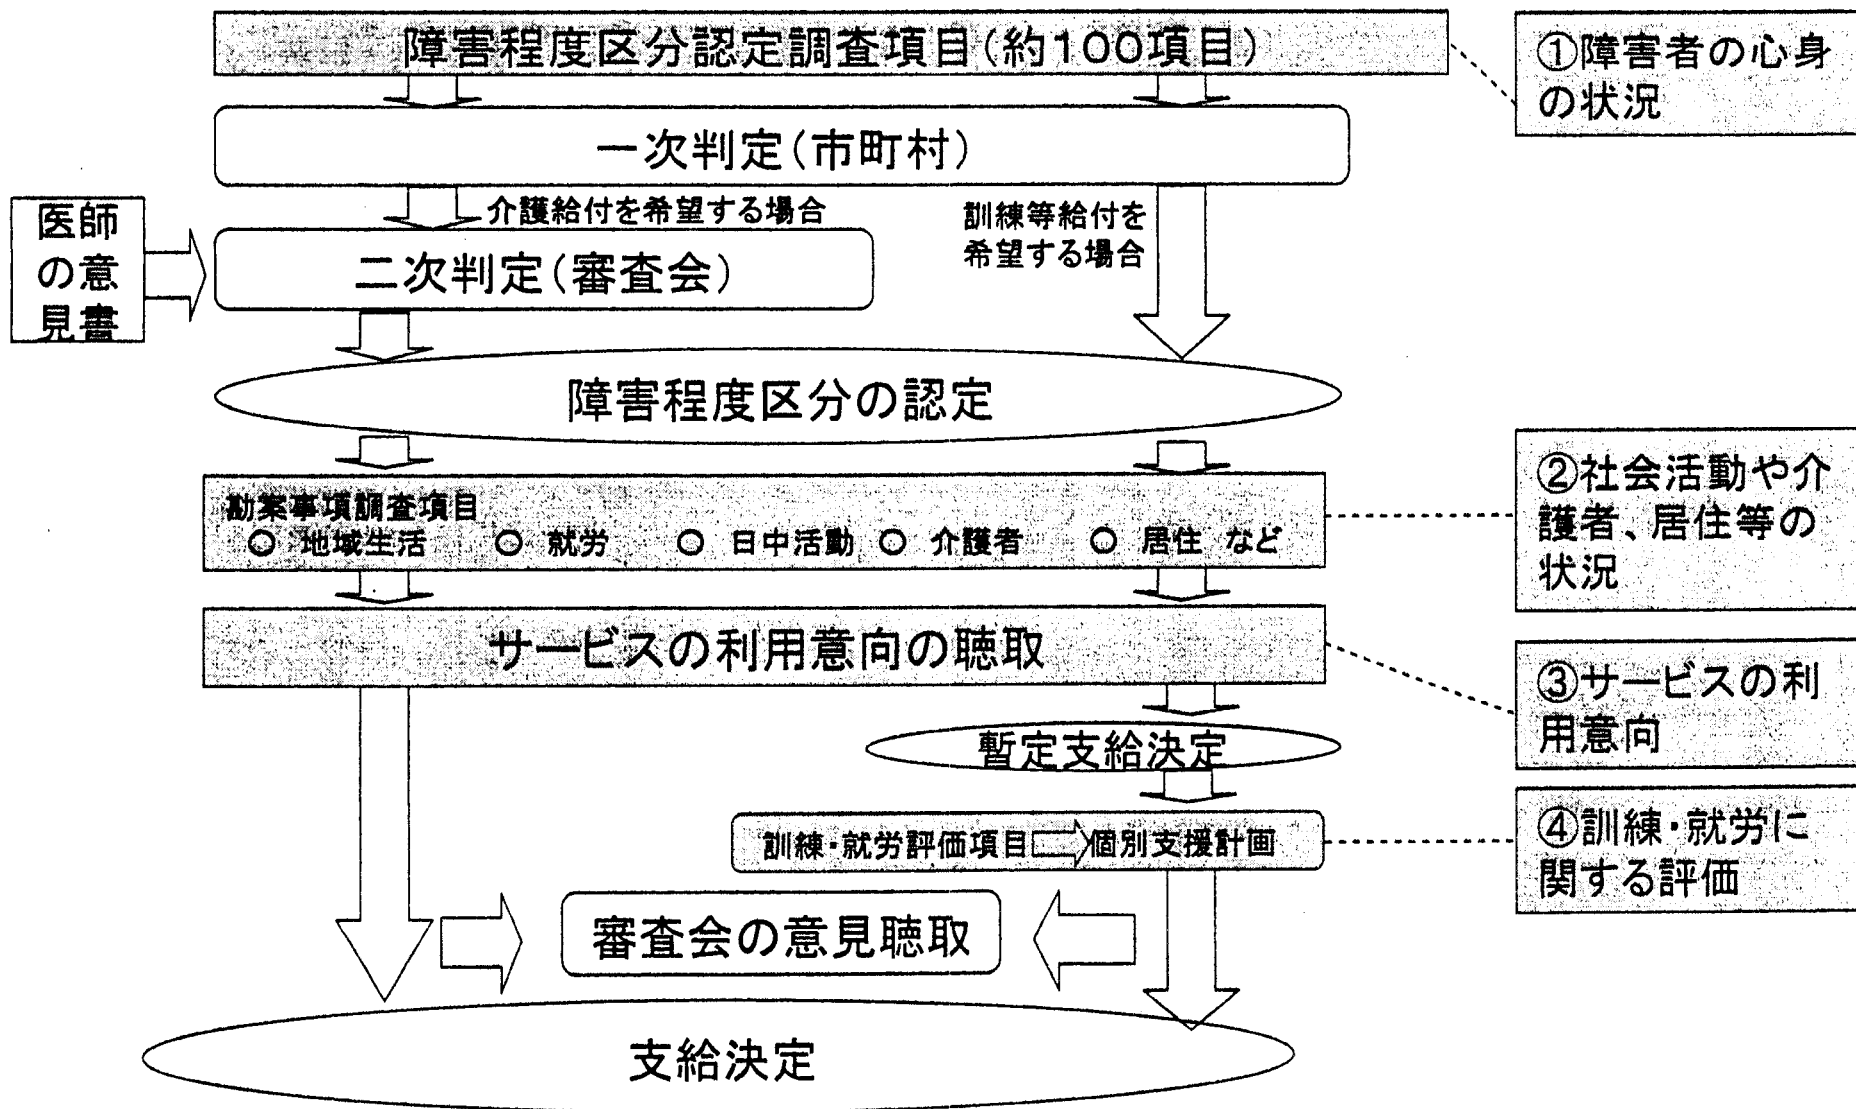 障害程度区分認定調査項目(約100項目)
①障害者の心身
の状況
一次判定(市町村)
介護給付を希望する場合
訓練等給付を
希望する場合
医師
の意
見書
二次判定(審査会)
障害程度区分の認定
勘案事項調査項目
○ 地域生活 ○ 就労 ○ 日中活動 ○ 介護者 ○ 居住 など
②社会活動や介
護者、居住等の
状況
サービスの利用意向の聴取
③サービスの利
用意向
暫定支給決定
訓練・就労評価項目 個別支援計画
④訓練・就労に
関する評価
審査会の意見聴取
支給決定